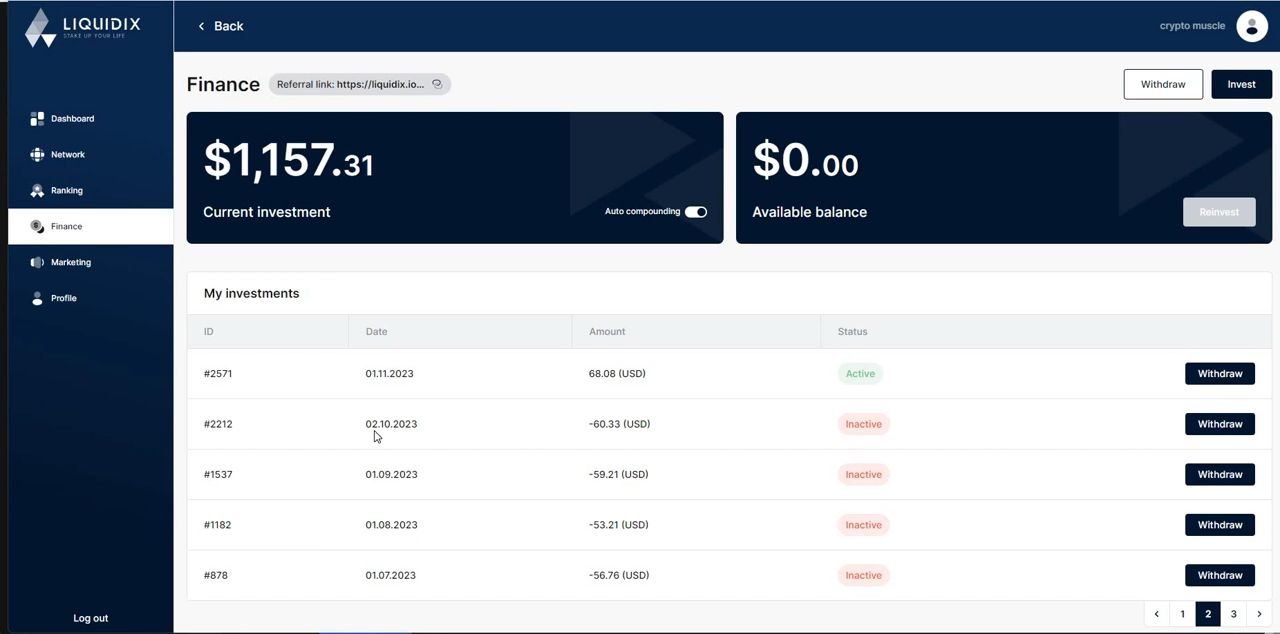 LIQUIDIX
STAKE UP YOUR LIFE
Back
crypto muscle
Dashboard
Network
Ranking
Finance
Marketing
Profile
Log out
Finance
Referral link: https://liquidix.io...
Withdraw
Invest
$1,157.31
Current investment
Auto compounding
$0.00
Available balance
Reinvest
My investments
ID Date Amount Status
#2571 01.11.2023 68.08 (USD) Active Withdraw
#2212 02.10.2023 -60.33 (USD) Inactive Withdraw
#1537 01.09.2023 -59.21 (USD) Inactive Withdraw
#1182 01.08.2023 -53.21 (USD) Inactive Withdraw
#878 01.07.2023 -56.76 (USD) Inactive Withdraw
1 2 3